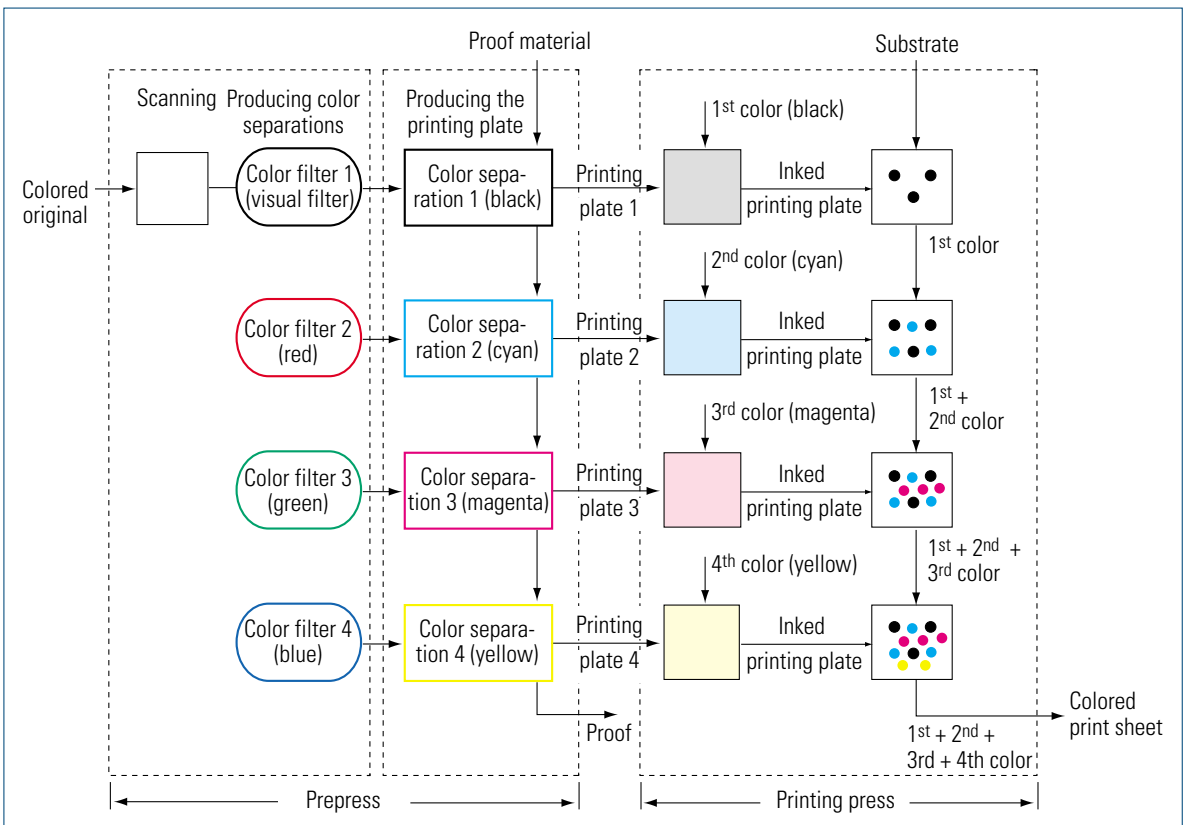 Proof material
Substrate
Scanning
Producing color
separations
Producing the
printing plate
1st color (black)
Colored
original
Color filter 1
(visual filter)
Color sepa-
ration 1 (black)
Printing
plate 1
Inked
printing plate
1st color
2nd color (cyan)
Color filter 2
(red)
Color sepa-
ration 2 (cyan)
Printing
plate 2
Inked
printing plate
1st +
2nd color
3rd color (magenta)
Color filter 3
(green)
Color separa-
tion 3 (magenta)
Printing
plate 3
Inked
printing plate
1st + 2nd +
3rd color
4th color (yellow)
Color filter 4
(blue)
Color separa-
tion 4 (yellow)
Printing
plate 4
Inked
printing plate
Proof
1st + 2nd +
3rd + 4th color
Colored
print sheet
Prepress
Printing press